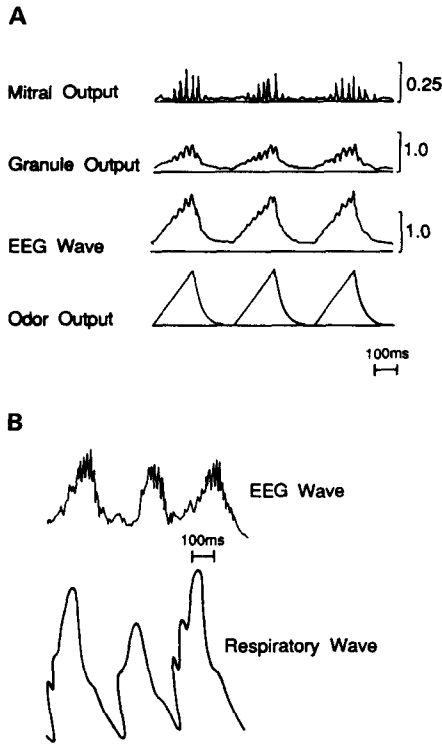 A
Mitral Output
0.25
Granule Output
1.0
EEG Wave
1.0
Odor Output
100ms
B
EEG Wave
100ms
Respiratory Wave